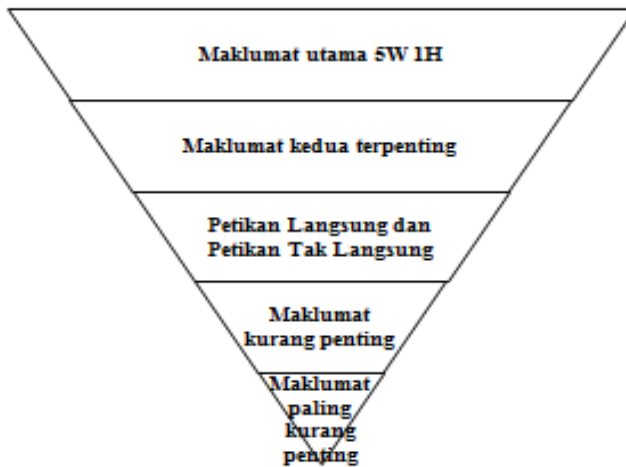 Maklumat utama 5W 1H
Maklumat kedua terpenting
Petikan Langsung dan
Petikan Tak Langsung
Maklumat
kurang penting
Maklumat
paling
kurang
penting